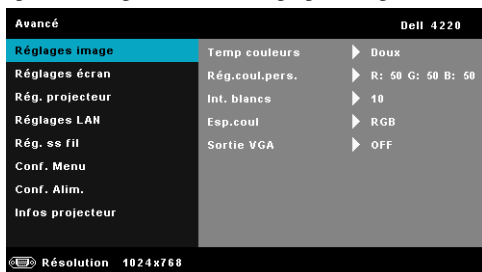 Avancé Dell 4220
Réglages image Temp couleurs Doux
Réglages écran Rég.coul.pers. R: 50 G: 50 B: 50
Rég. projecteur Int. blancs 10
Réglages LAN Esp.coul RGB
Rég. ss fil Sortie VGA OFF
Conf. Menu
Conf. Alim.
Infos projecteur
Résolution 1024x768